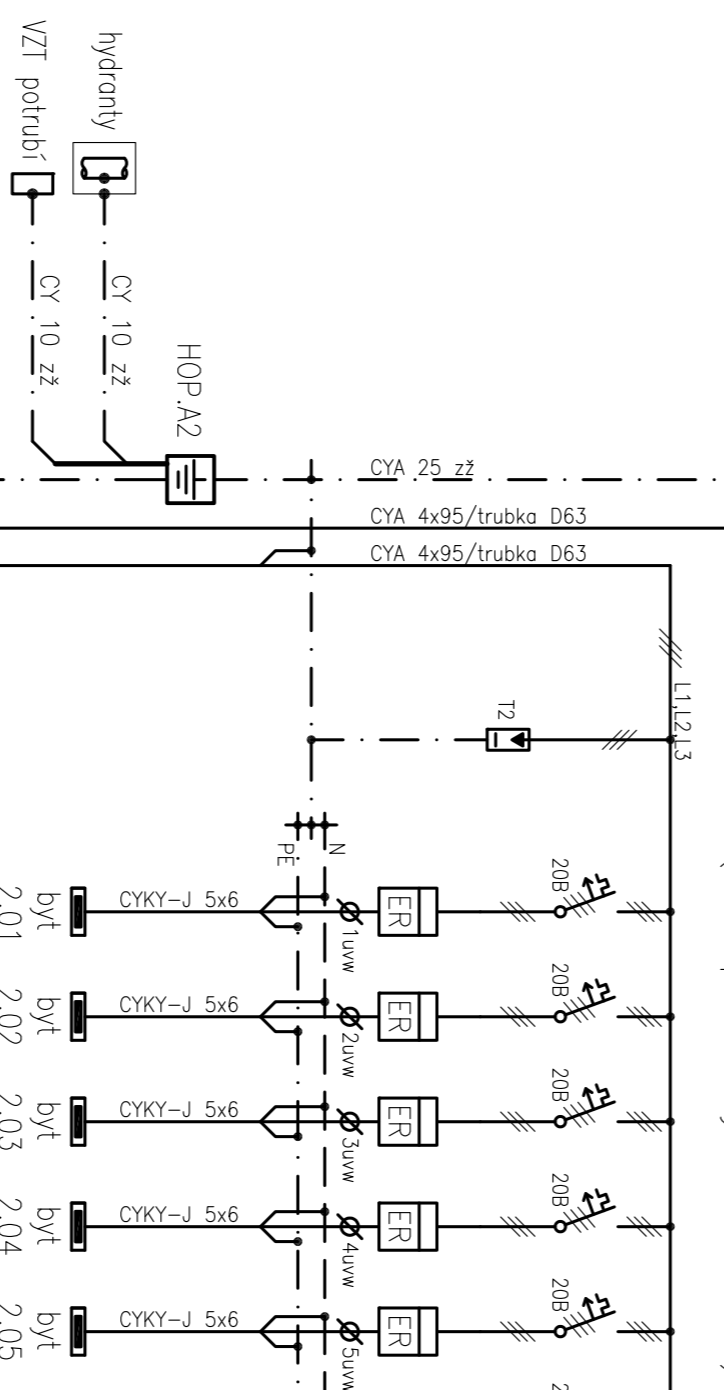 hydranty
VZT potrubí
CY 10 zž.
CY 10 zž.
HOP.A2
CYA 25 zž
CYA 4x95/trubka D63
CYA 4x95/trubka D63
L1,L2,L3
T2
N
PE
20B
ER
1uvw
CYKY-J 5x6
byt
2.01
20B
ER
2uvw
CYKY-J 5x6
byt
2.02
20B
ER
3uvw
CYKY-J 5x6
byt
2.03
20B
ER
4uvw
CYKY-J 5x6
byt
2.04
20B
ER
5uvw
CYKY-J 5x6
byt
2.05